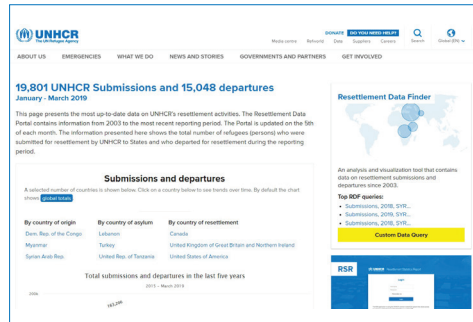 DONATE DO YOU NEED HELP?
UNHCR
The UN Refugee Agency
Media centre Refworld Data Suppliers Careers Search Global (EN)
ABOUT US EMERGENCIES WHAT WE DO NEWS AND STORIES GOVERNMENTS AND PARTNERS GET INVOLVED
19,801 UNHCR Submissions and 15,048 departures
January - March 2019
This page presents the most up-to-date data on UNHCR's resettlement activities. The Resettlement Data
Portal contains information from 2003 to the most recent reporting period. The Portal is updated on the 5th
of each month. The information presented here shows the total number of refugees (persons) who were
submitted for resettlement by UNHCR to States and who departed for resettlement during the reporting
period.
Submissions and departures
A selected number of countries is shown below. Click on a country below to see trends over time. By default the chart
shows global totals
By country of origin By country of asylum By country of resettlement
Dem. Rep. of the Congo Lebanon Canada
Myanmar Turkey United Kingdom of Great Britain and Northern Ireland
Syrian Arab Rep. United Rep. of Tanzania United States of America
Total submissions and departures in the last five years
2015 - March 2019
Resettlement Data Finder
An analysis and visualization tool that contains
data on resettlement submissions and
departures since 2003.
Top RDF queries:
• Submissions, 2018, SYR...
• Submissions, 2019, SYR...
• Submissions, 2018, SYR...
Custom Data Query
RSR
UNHCR